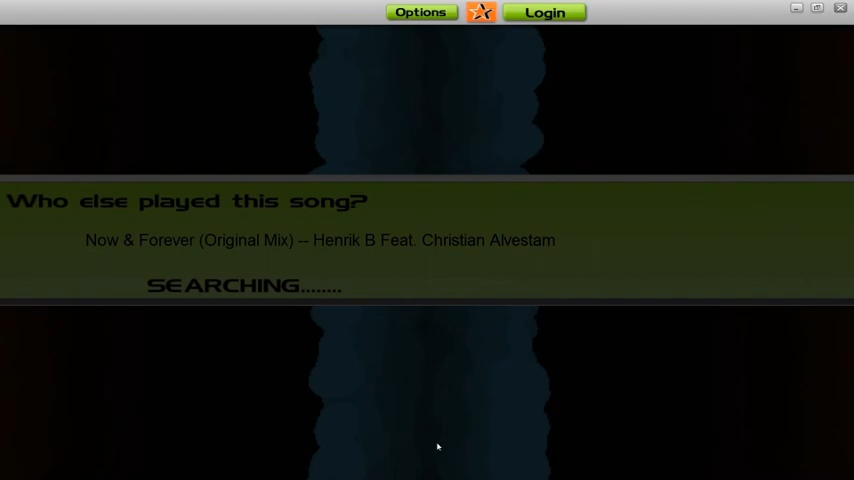 Options Login
Who else played this song?
Now & Forever (Original Mix) -- Henrik B Feat. Christian Alvestam
SEARCHING........